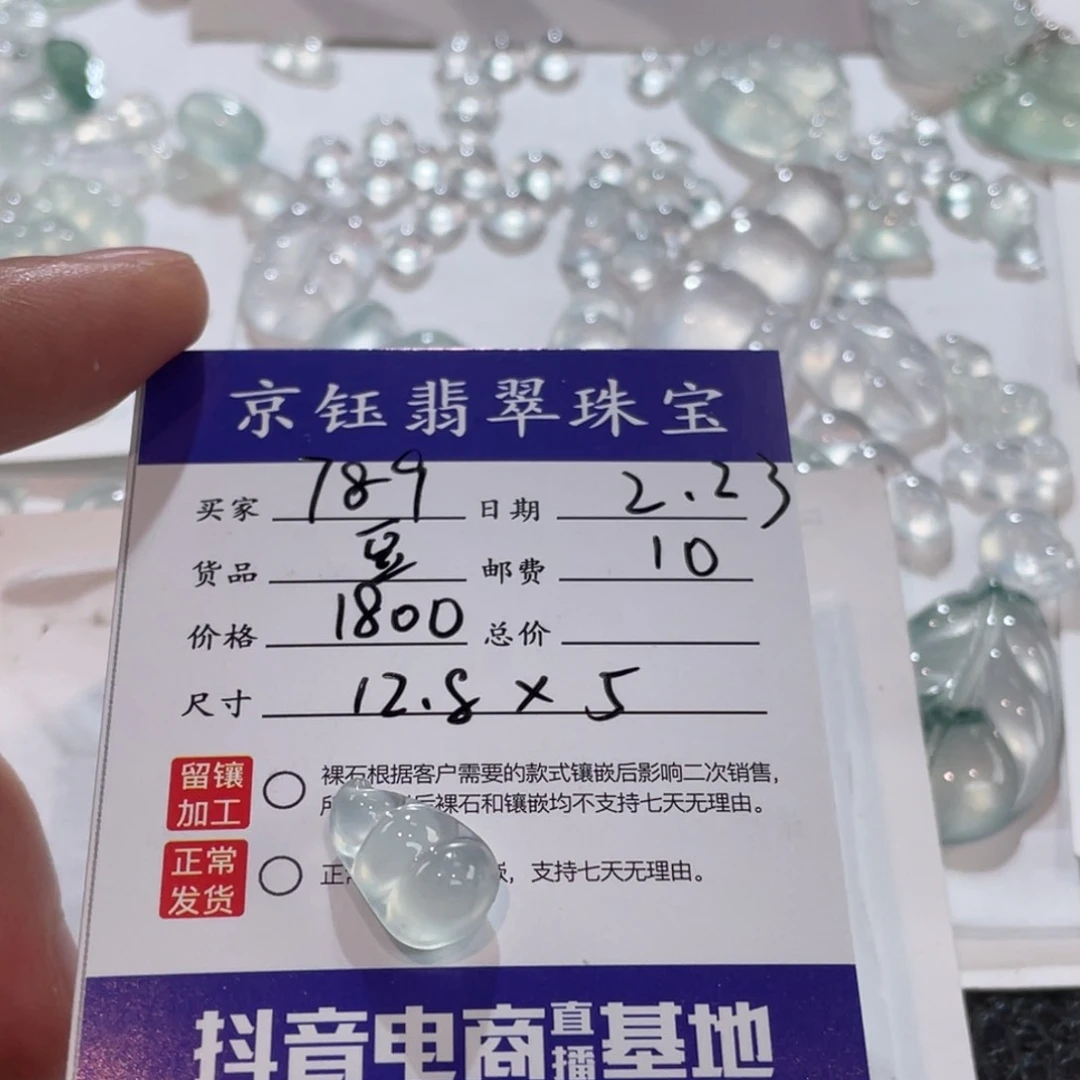 京钰翡翠珠宝
买家 789 日期 2.23
货品 豆 邮费 10
价格 1800 总价
尺寸 12.8 × 5
留镶加工 裸石根据客户需要的款式镶嵌后影响二次销售，
后裸石和镶嵌均不支持七天无理由。
正常发货 正 ，支持七天无理由。
抖音电商直播基地